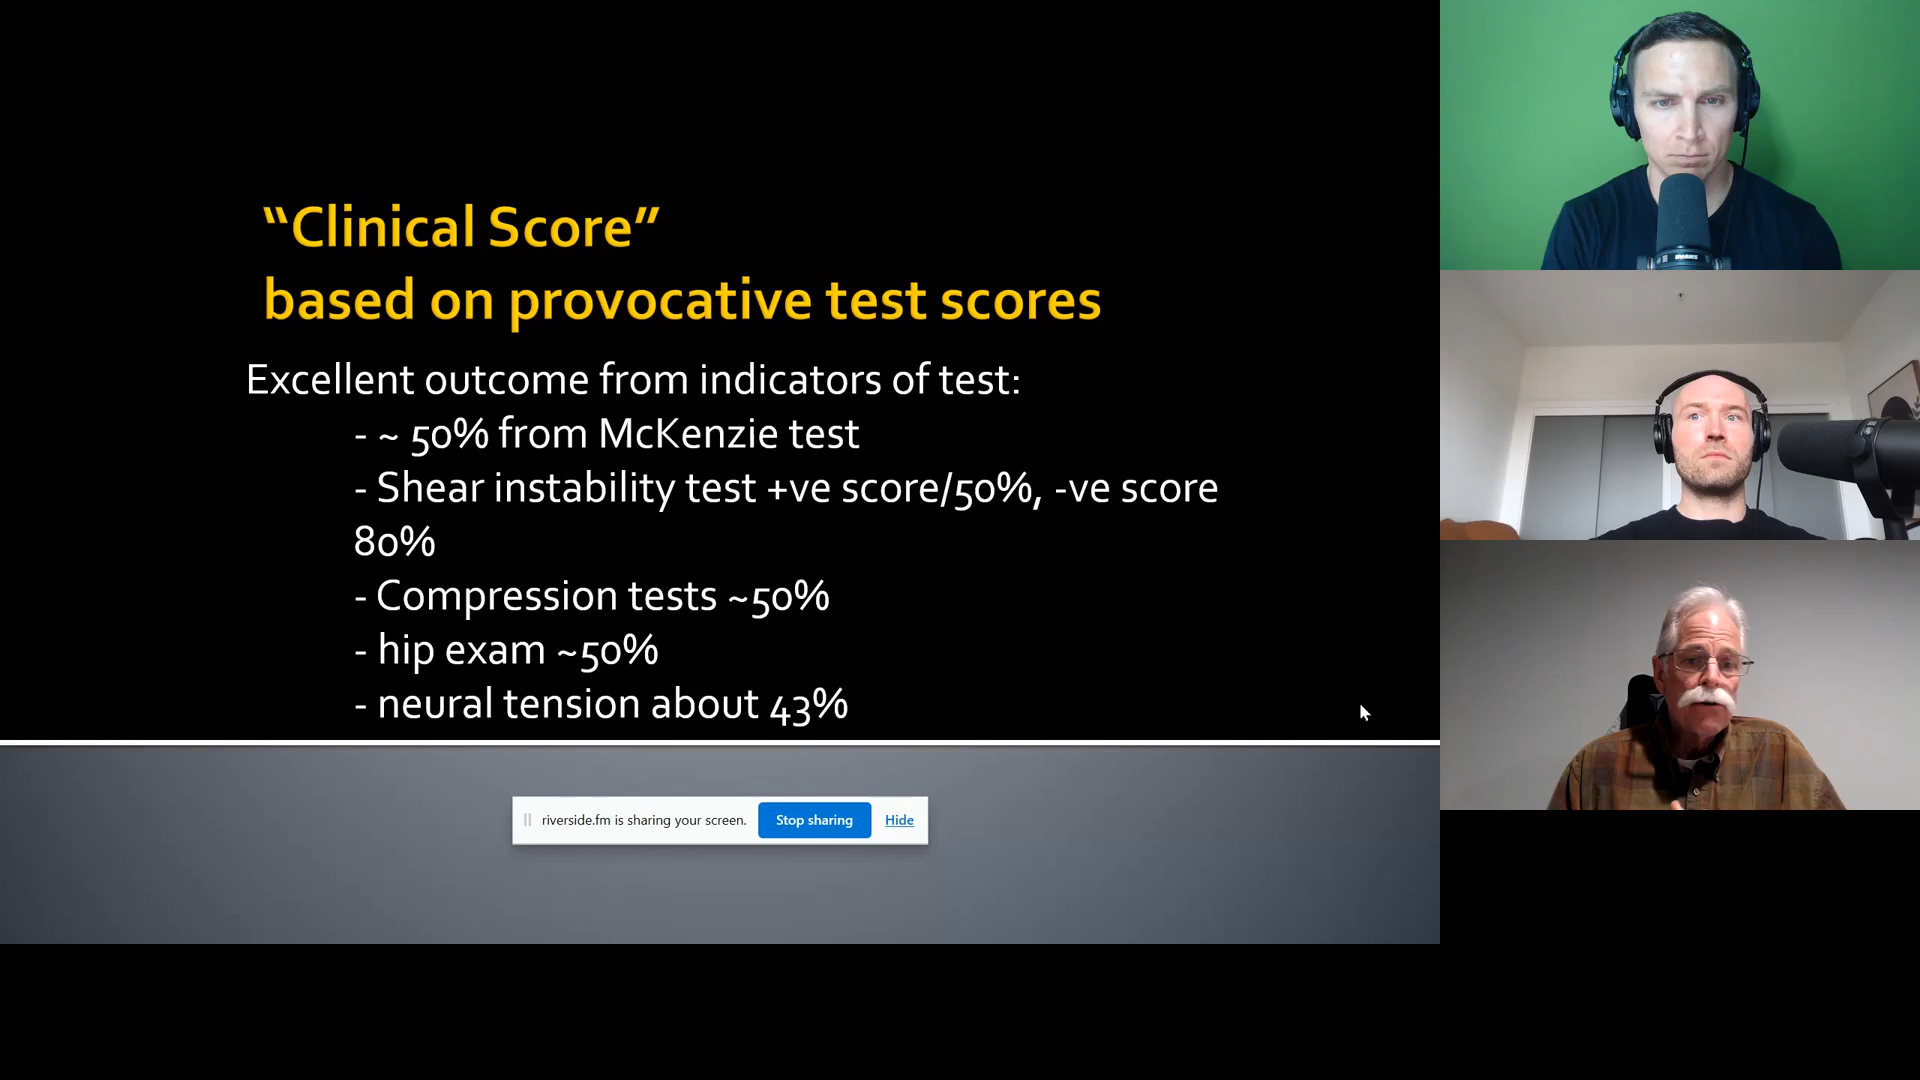 “Clinical Score”
based on provocative test scores
Excellent outcome from indicators of test:
- ~ 50% from McKenzie test
- Shear instability test +ve score/50%, -ve score
80%
- Compression tests ~50%
- hip exam ~50%
- neural tension about 43%
riverside.fm is sharing your screen.
Stop sharing
Hide